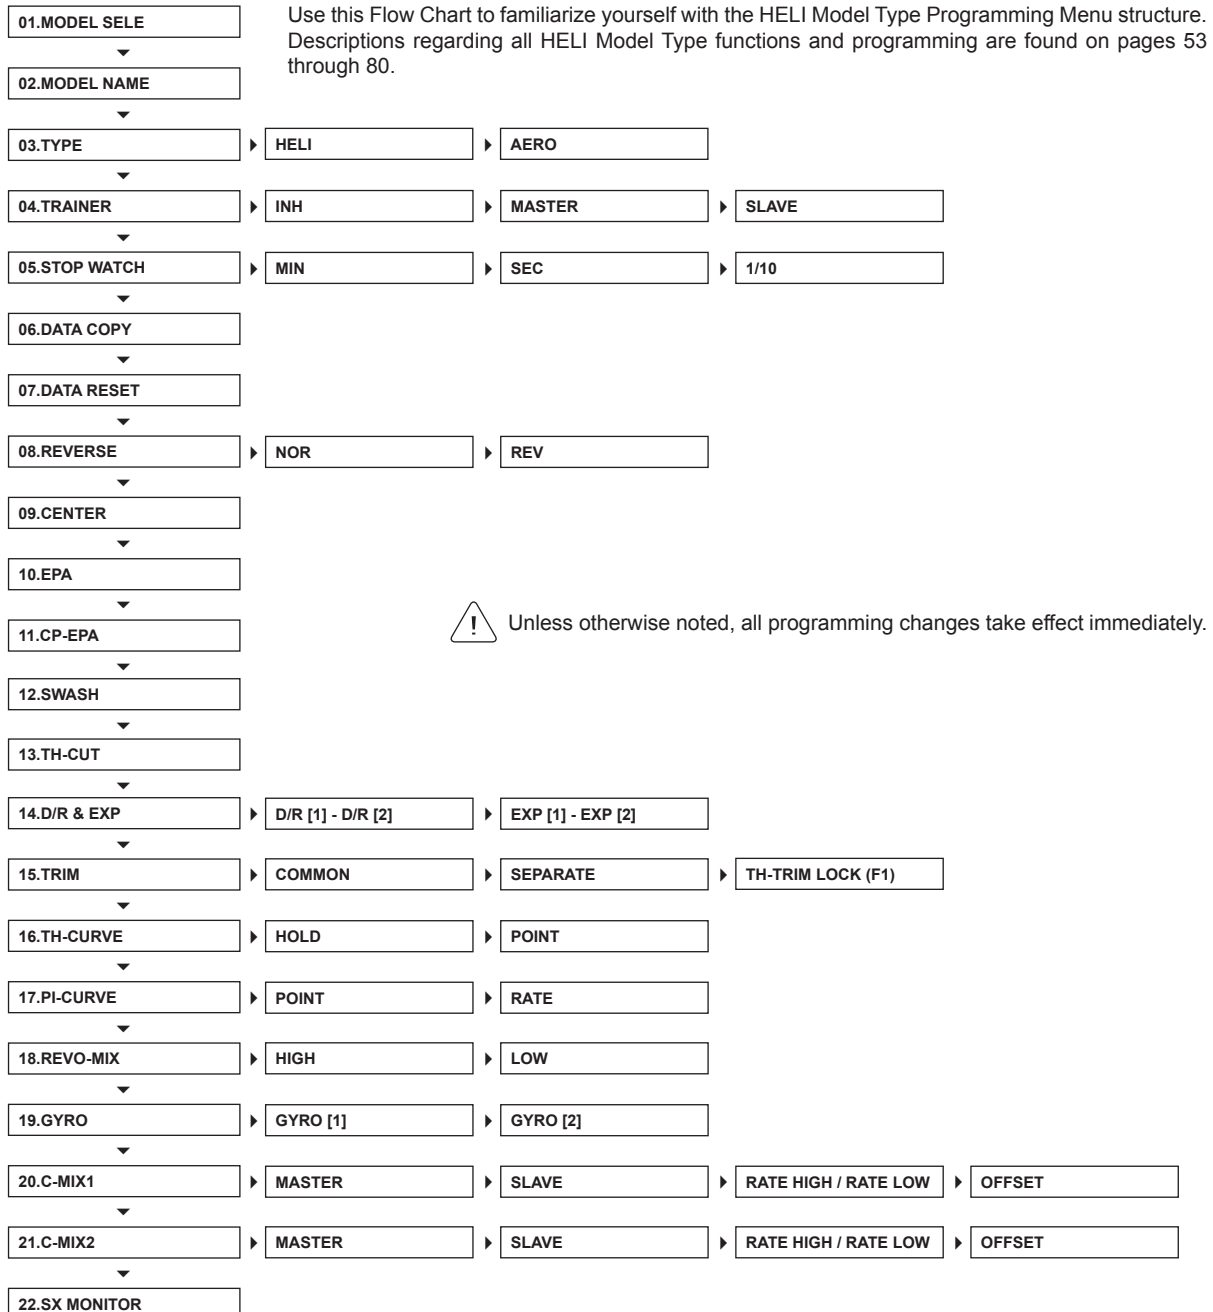 01.MODEL SELE
Use this Flow Chart to familiarize yourself with the HELI Model Type Programming Menu structure.
Descriptions regarding all HELI Model Type functions and programming are found on pages 53
through 80.
02.MODEL NAME
03.TYPE HELI AERO
04.TRAINER INH MASTER SLAVE
05.STOP WATCH MIN SEC 1/10
06.DATA COPY
07.DATA RESET
08.REVERSE NOR REV
09.CENTER
10.EPA
! Unless otherwise noted, all programming changes take effect immediately.
11.CP-EPA
12.SWASH
13.TH-CUT
14.D/R & EXP D/R [1] - D/R [2] EXP [1] - EXP [2]
15.TRIM COMMON SEPARATE TH-TRIM LOCK (F1)
16.TH-CURVE HOLD POINT
17.PI-CURVE POINT RATE
18.REVO-MIX HIGH LOW
19.GYRO GYRO [1] GYRO [2]
20.C-MIX1 MASTER SLAVE RATE HIGH / RATE LOW OFFSET
21.C-MIX2 MASTER SLAVE RATE HIGH / RATE LOW OFFSET
22.SX MONITOR